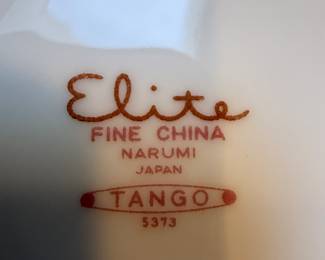 Elite
FINE CHINA
NARUMI
JAPAN
TANGO
5373